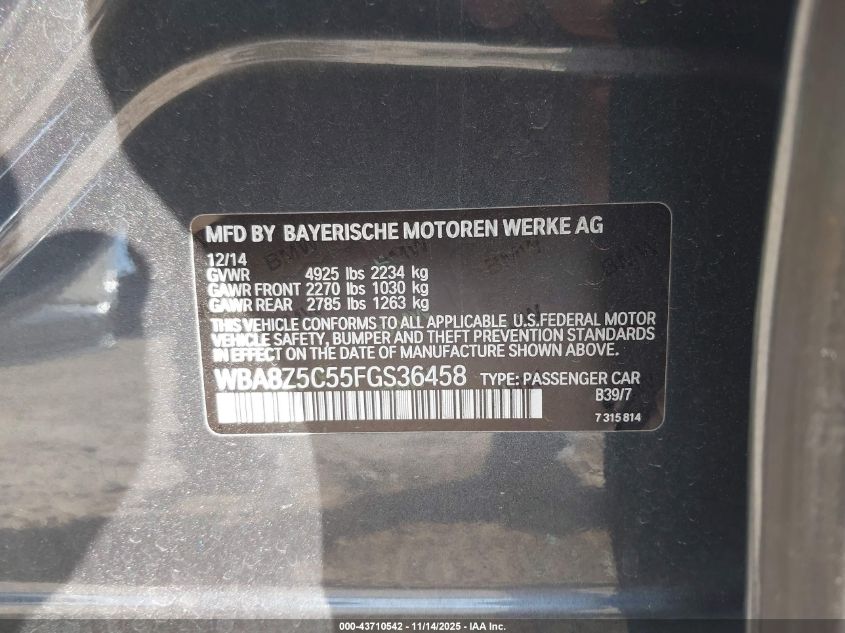 MFD BY BAYERISCHE MOTOREN WERKE AG
12/14
GVWR 4925 lbs 2234 kg
GAWR FRONT 2270 lbs 1030 kg
GAWR REAR 2785 lbs 1263 kg
THIS VEHICLE CONFORMS TO ALL APPLICABLE U.S.FEDERAL MOTOR
VEHICLE SAFETY, BUMPER AND THEFT PREVENTION STANDARDS
IN EFFECT ON THE DATE OF MANUFACTURE SHOWN ABOVE.
WBA8Z5C55FGS36458 TYPE: PASSENGER CAR
B39/7
7 315 814
000-43710542 - 11/14/2025 - IAA Inc.